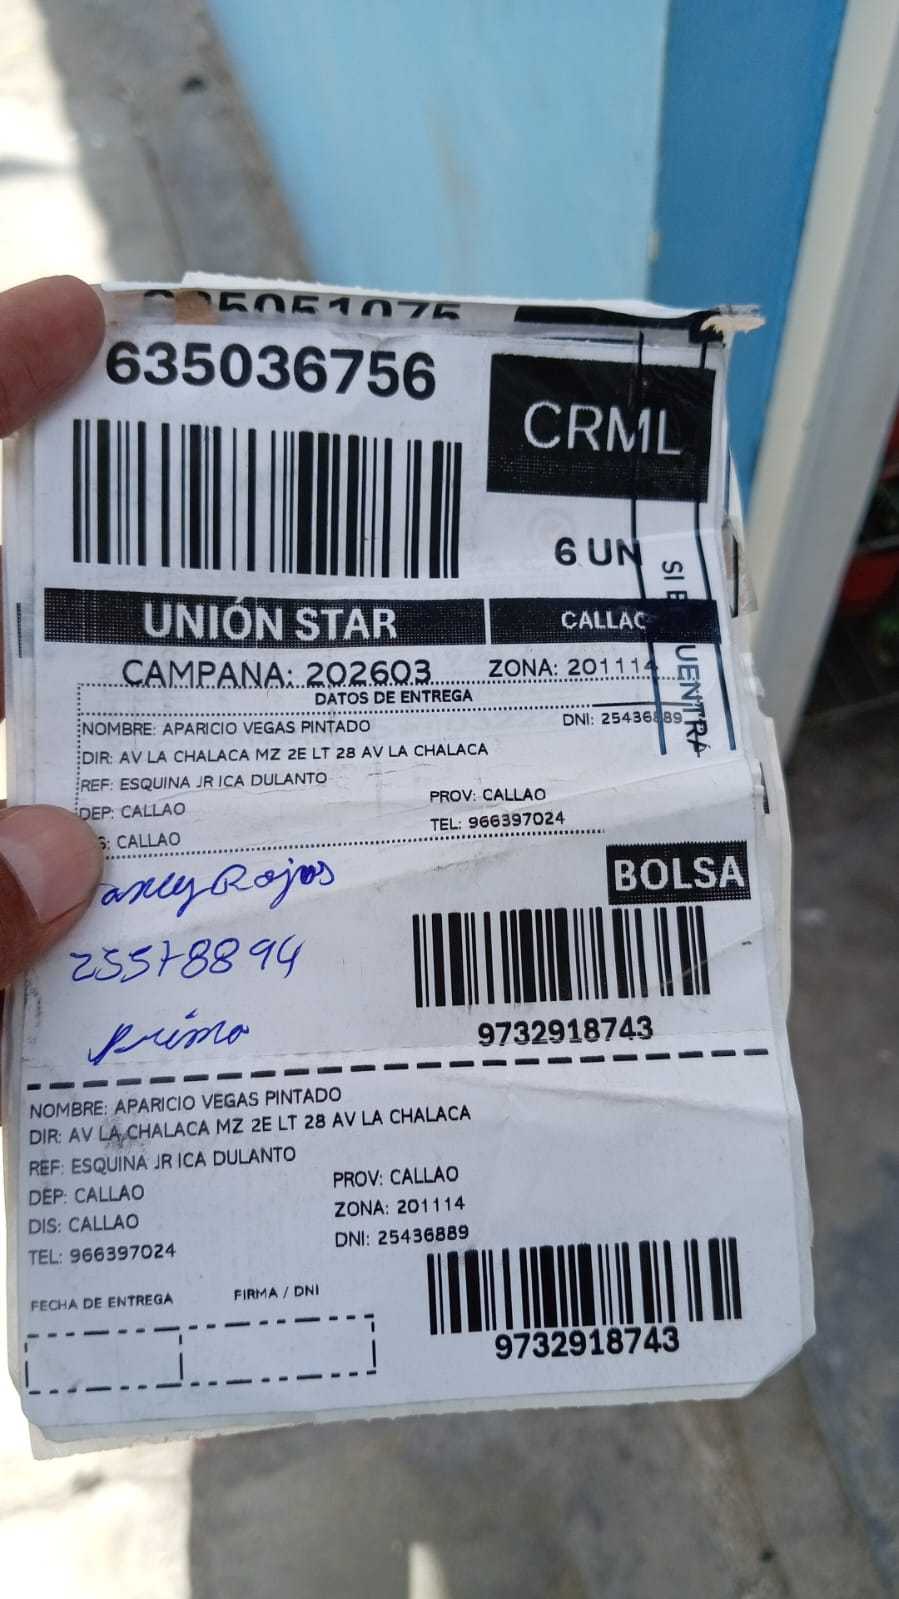 635036756
CRML
6 UN
UNIÓN STAR
CALLAO
CAMPAÑA: 202603
ZONA: 201114
DATOS DE ENTREGA
NOMBRE: APARICIO VEGAS PINTADO
DNI: 25436889
DIR: AV LA CHALACA MZ 2E LT 28 AV LA CHALACA
REF: ESQUINA JR ICA DULANTO
DEP: CALLAO
PROV: CALLAO
: CALLAO
TEL: 966397024
Rojas
BOLSA
25578894
9732918743
Primo
NOMBRE: APARICIO VEGAS PINTADO
DIR: AV LA CHALACA MZ 2E LT 28 AV LA CHALACA
REF: ESQUINA JR ICA DULANTO
DEP: CALLAO
PROV: CALLAO
DIS: CALLAO
ZONA: 201114
TEL: 966397024
DNI: 25436889
FECHA DE ENTREGA
FIRMA / DNI
9732918743